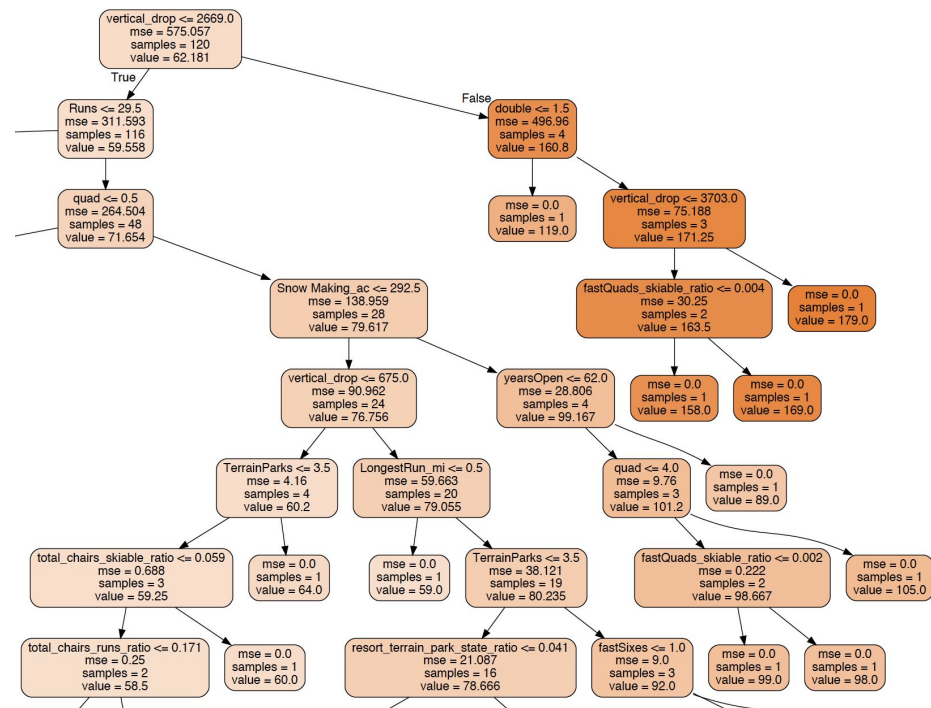 vertical_drop <= 2669.0
mse = 575.057
samples = 120
value = 62.181
True
False
Runs <= 29.5
mse = 311.593
samples = 116
value = 59.558
double <= 1.5
mse = 496.96
samples = 4
value = 160.8
quad <= 0.5
mse = 264.504
samples = 48
value = 71.654
mse = 0.0
samples = 1
value = 119.0
vertical_drop <= 3703.0
mse = 75.188
samples = 3
value = 171.25
Snow Making_ac <= 292.5
mse = 138.959
samples = 28
value = 79.617
fastQuads_skiable_ratio <= 0.004
mse = 30.25
samples = 2
value = 163.5
mse = 0.0
samples = 1
value = 179.0
vertical_drop <= 675.0
mse = 90.962
samples = 24
value = 76.756
yearsOpen <= 62.0
mse = 28.806
samples = 4
value = 99.167
mse = 0.0
samples = 1
value = 158.0
mse = 0.0
samples = 1
value = 169.0
TerrainParks <= 3.5
mse = 4.16
samples = 4
value = 60.2
LongestRun_mi <= 0.5
mse = 59.663
samples = 20
value = 79.055
quad <= 4.0
mse = 9.76
samples = 3
value = 101.2
mse = 0.0
samples = 1
value = 89.0
total_chairs_skiable_ratio <= 0.059
mse = 0.688
samples = 3
value = 59.25
mse = 0.0
samples = 1
value = 64.0
mse = 0.0
samples = 1
value = 59.0
TerrainParks <= 3.5
mse = 38.121
samples = 19
value = 80.235
fastQuads_skiable_ratio <= 0.002
mse = 0.222
samples = 2
value = 98.667
mse = 0.0
samples = 1
value = 105.0
total_chairs_runs_ratio <= 0.171
mse = 0.25
samples = 2
value = 58.5
mse = 0.0
samples = 1
value = 60.0
resort_terrain_park_state_ratio <= 0.041
mse = 21.087
samples = 16
value = 78.666
fastSixes <= 1.0
mse = 9.0
samples = 3
value = 92.0
mse = 0.0
samples = 1
value = 99.0
mse = 0.0
samples = 1
value = 98.0